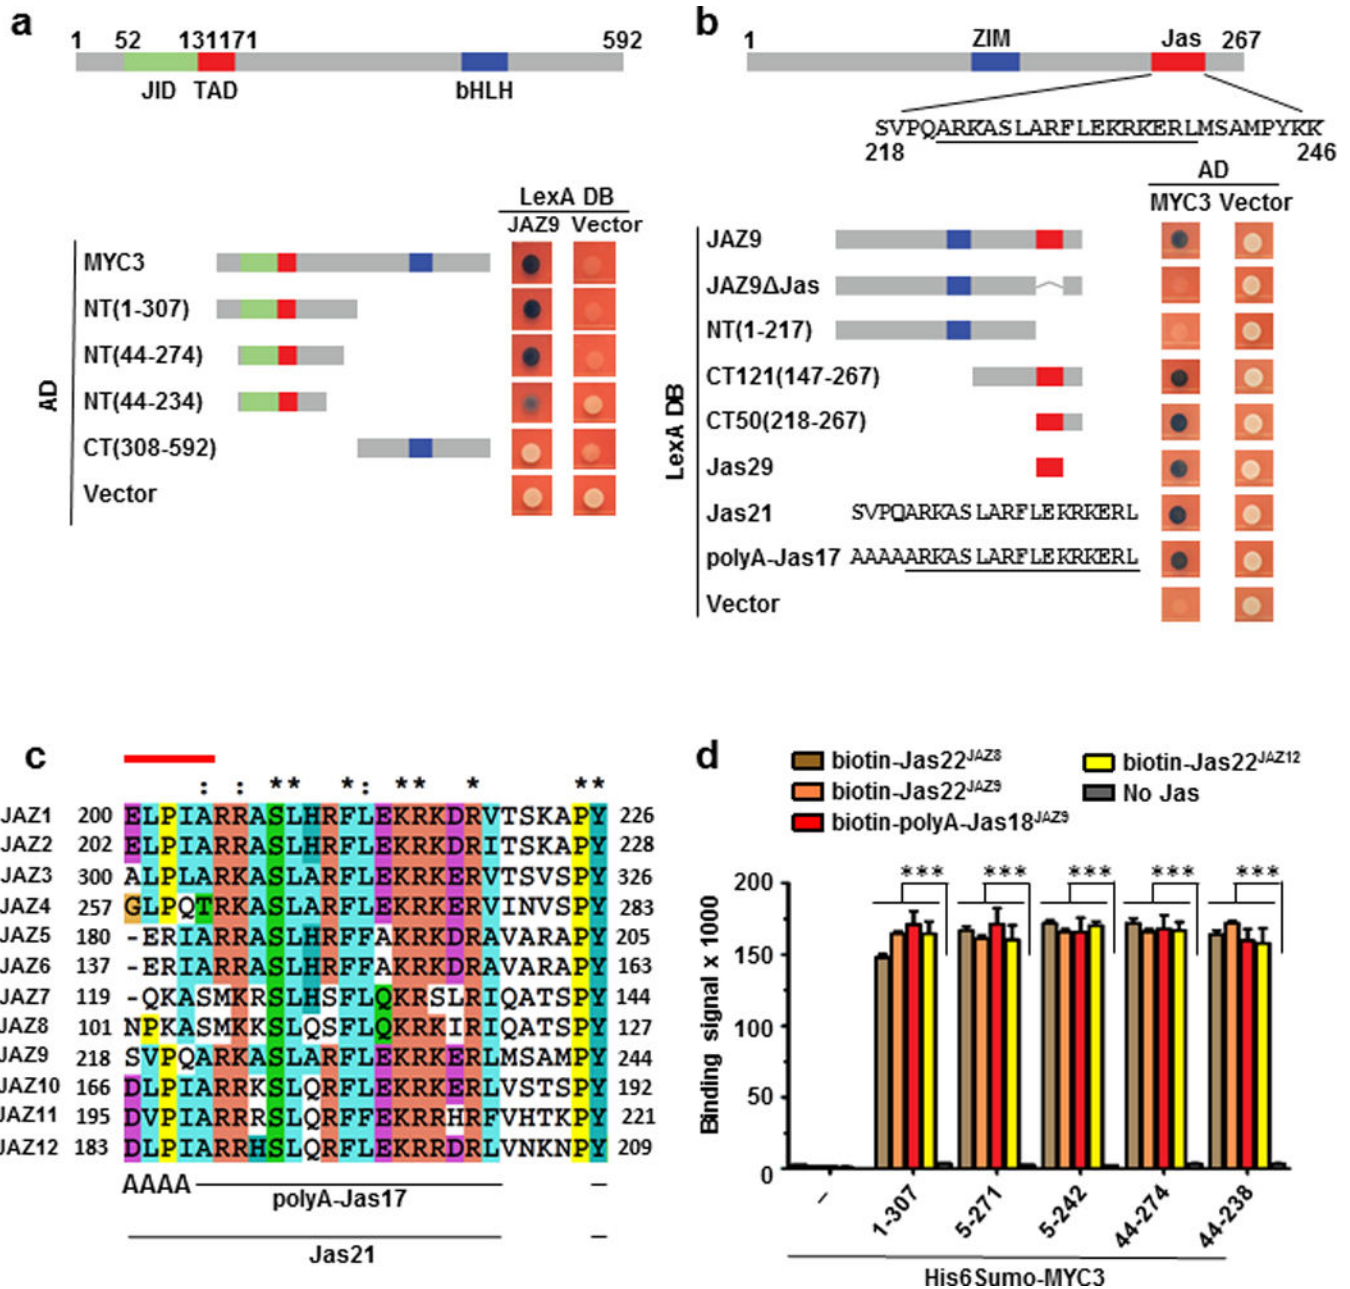 a
1 52 131171 592
JID TAD bHLH
LexA DB
JAZ9 Vector
AD
MYC3
NT(1-307)
NT(44-274)
NT(44-234)
CT(308-592)
Vector
b
1 ZIM Jas 267
SVPQARKASLARFLEKRKERLMSAMPYKK
218 246
AD
MYC3 Vector
LexA DB
JAZ9
JAZ9ΔJas
NT(1-217)
CT121(147-267)
CT50(218-267)
Jas29
Jas21 SVPQARKASLARFLEKRKERL
polyA-Jas17 AAAAARKASLARFLEKRKERL
Vector
c
: : ** *: ** * **
JAZ1 200 ELPIARRASLHRFLEKRKDRVTSKAPY 226
JAZ2 202 ELPIARRASLHRFLEKRKDRITSKAPY 228
JAZ3 300 ALPLARKASLARFLEKRKERVTSVSPY 326
JAZ4 257 GLPQTRKASLARFLEKRKERVINVSPY 283
JAZ5 180 -ERIARRASLHRFFAKRKDRAVARAPY 205
JAZ6 137 -ERIARRASLHRFFAKRKDRAVARAPY 163
JAZ7 119 -QKASMKRSLHSFLQKRSLRIQATSPY 144
JAZ8 101 NPKASMKKSLQSFLQKRKIRIQATSPY 127
JAZ9 218 SVPQARKASLARFLEKRKERLMSAMPY 244
JAZ10 166 DLPIARRKSLQRFLEKRKERLVSTSPY 192
JAZ11 195 DVPIARRRSLQRFFEKRRHRFVHTKPY 221
JAZ12 183 DLPIARRHSLQRFLEKRRDRLVNKNPY 209
AAAA polyA-Jas17 –
Jas21 –
d
biotin-Jas22JAZ8
biotin-Jas22JAZ9
biotin-polyA-Jas18JAZ9
biotin-Jas22JAZ12
No Jas
*** *** *** *** ***
Binding signal x 1000
200
150
100
50
0
– 1-307 5-271 5-242 44-274 44-238
His6Sumo-MYC3